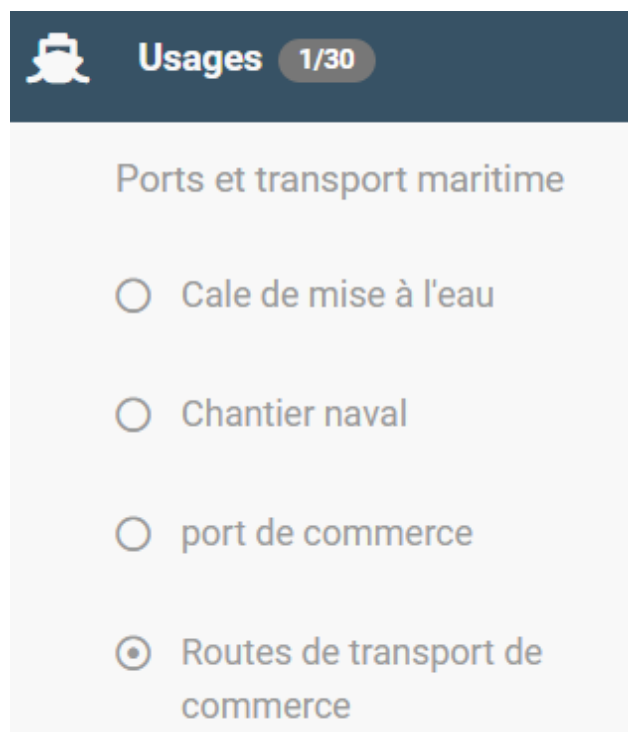 Usages 1/30
Ports et transport maritime
Cale de mise à l'eau
Chantier naval
port de commerce
Routes de transport de
commerce